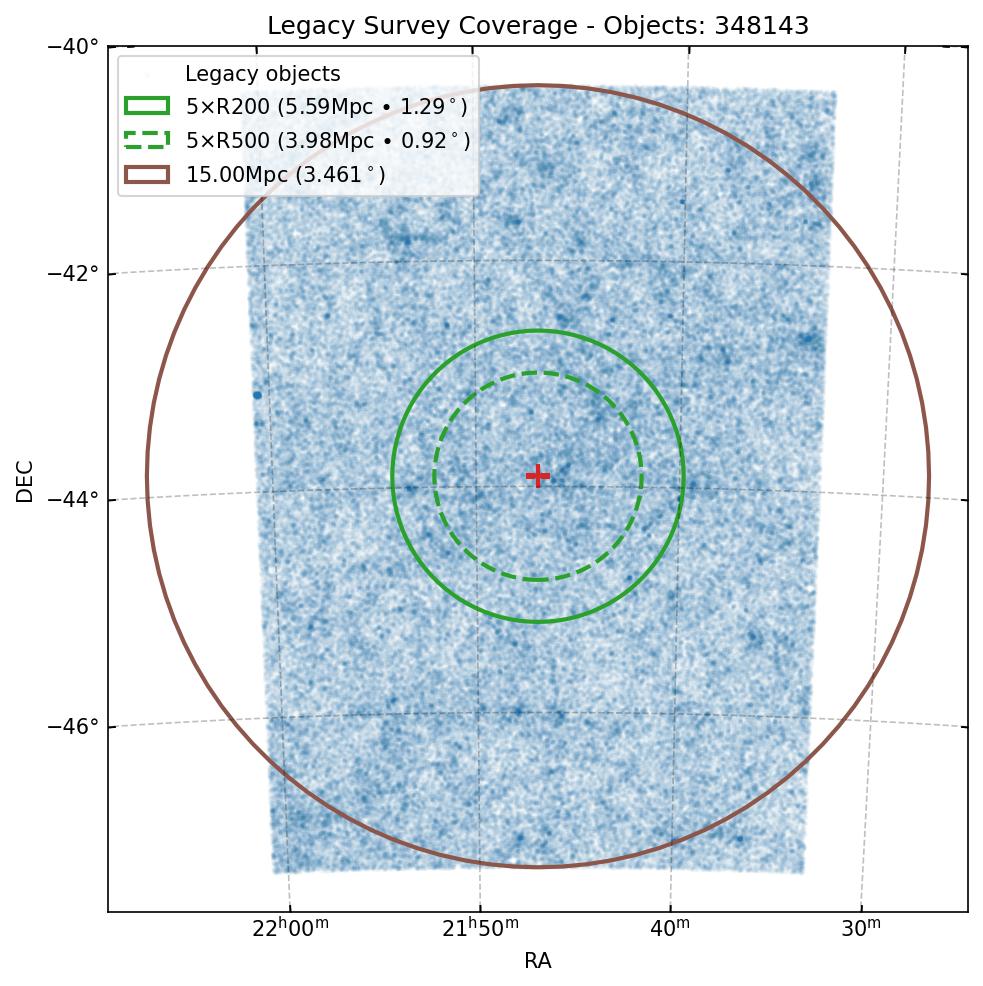 Legacy Survey Coverage - Objects: 348143
Legacy objects
5×R200 (5.59Mpc • 1.29°)
5×R500 (3.98Mpc • 0.92°)
15.00Mpc (3.461°)
−40°
−42°
−44°
−46°
DEC
22h00m
21h50m
40m
30m
RA